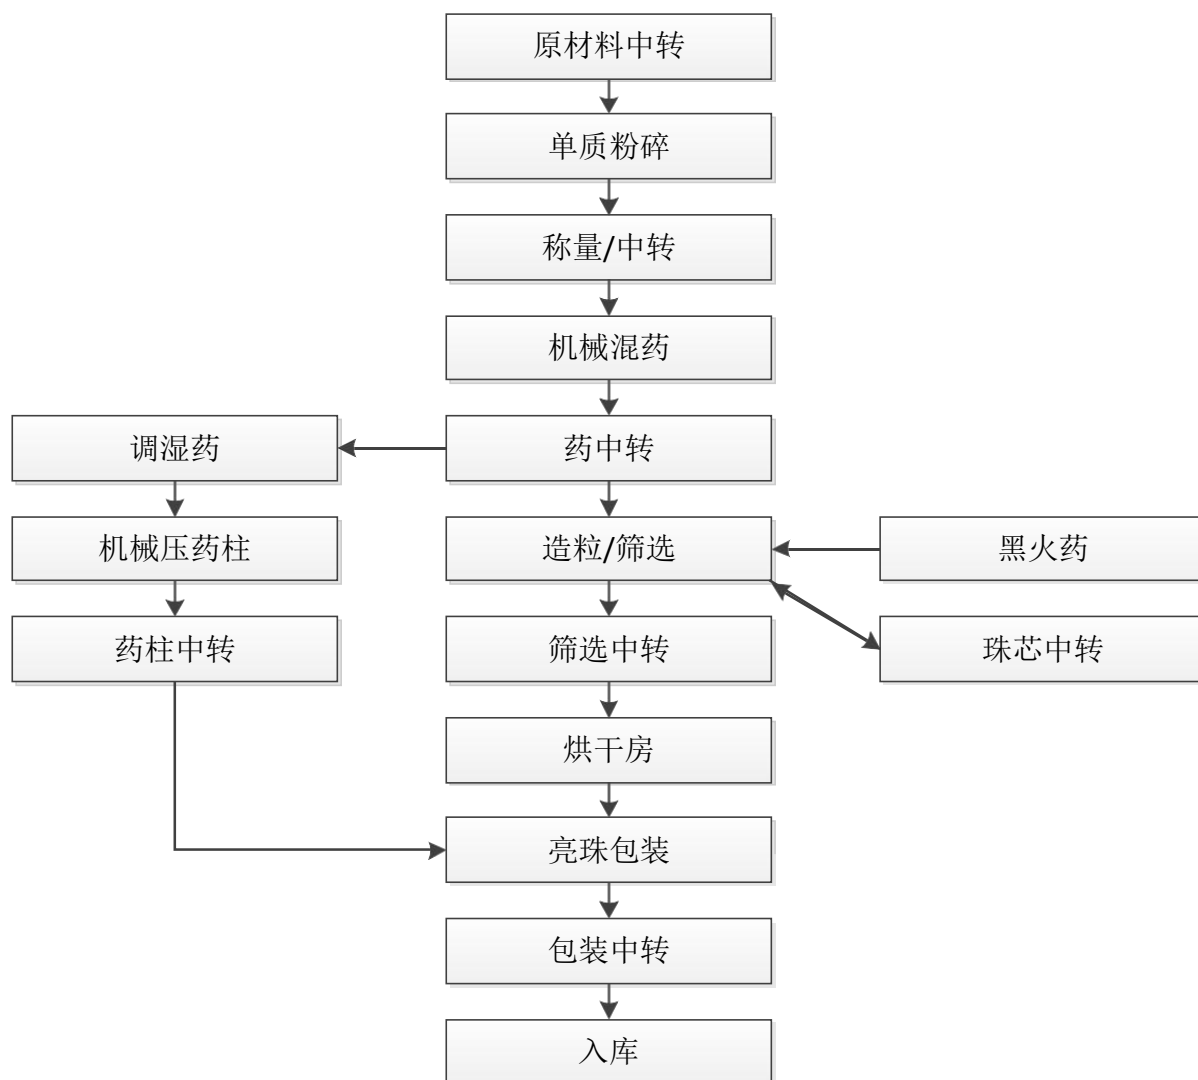 原材料中转
单质粉碎
称量/中转
机械混药
调湿药
药中转
机械压药柱
造粒/筛选
黑火药
药柱中转
筛选中转
珠芯中转
烘干房
亮珠包装
包装中转
入库